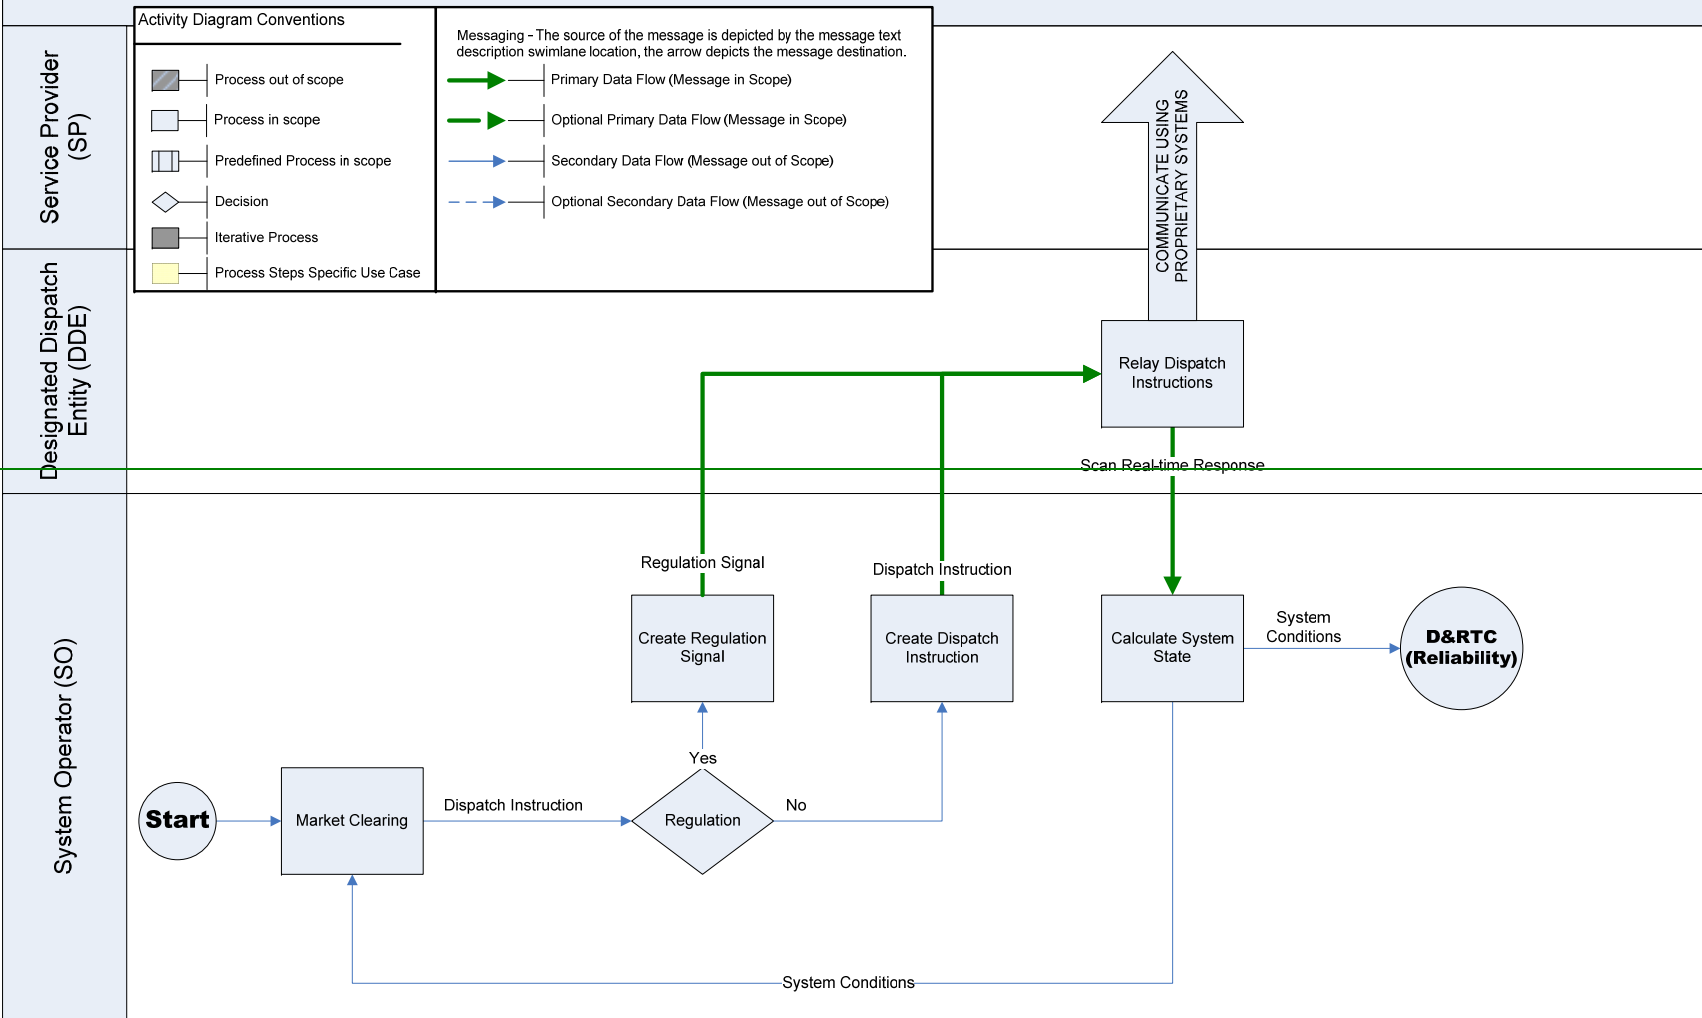 Activity Diagram Conventions
Process out of scope
Process in scope
Predefined Process in scope
Decision
Iterative Process
Process Steps Specific Use Case
Messaging - The source of the message is depicted by the message text
description swimlane location, the arrow depicts the message destination.
Primary Data Flow (Message in Scope)
Optional Primary Data Flow (Message in Scope)
Secondary Data Flow (Message out of Scope)
Optional Secondary Data Flow (Message out of Scope)
Service Provider
(SP)
COMMUNICATE USING
PROPRIETARY SYSTEMS
Designated Dispatch
Entity (DDE)
Relay Dispatch
Instructions
Scan Real-time Response
System Operator (SO)
Regulation Signal
Dispatch Instruction
Create Regulation
Signal
Create Dispatch
Instruction
Calculate System
State
System
Conditions
D&RTC
(Reliability)
Yes
Start
Market Clearing
Dispatch Instruction
Regulation
No
System Conditions